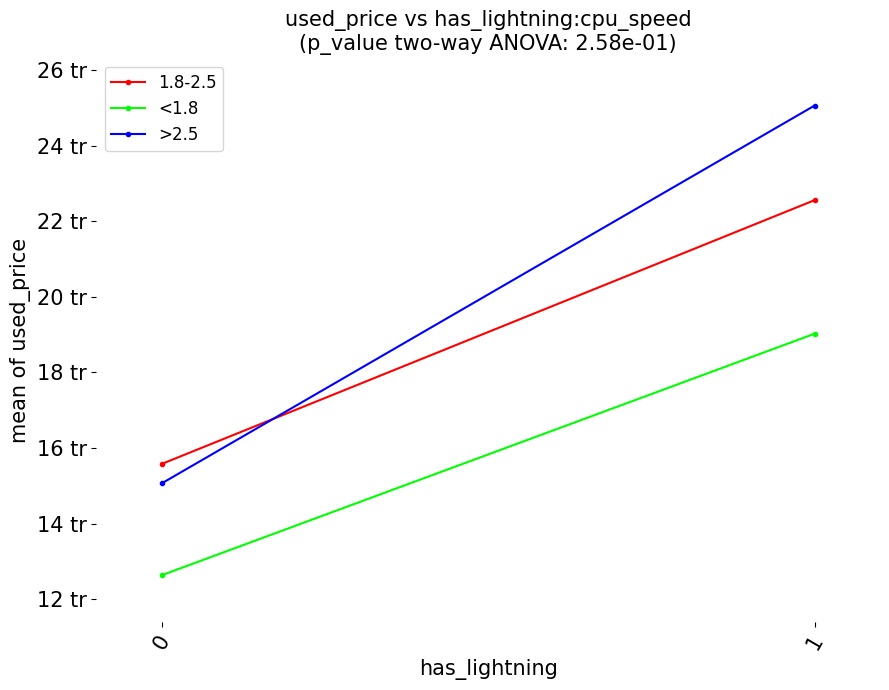 used_price vs has_lightning:cpu_speed
(p_value two-way ANOVA: 2.58e-01)
1.8-2.5
<1.8
>2.5
26 tr
24 tr
22 tr
20 tr
18 tr
16 tr
14 tr
12 tr
mean of used_price
0
1
has_lightning